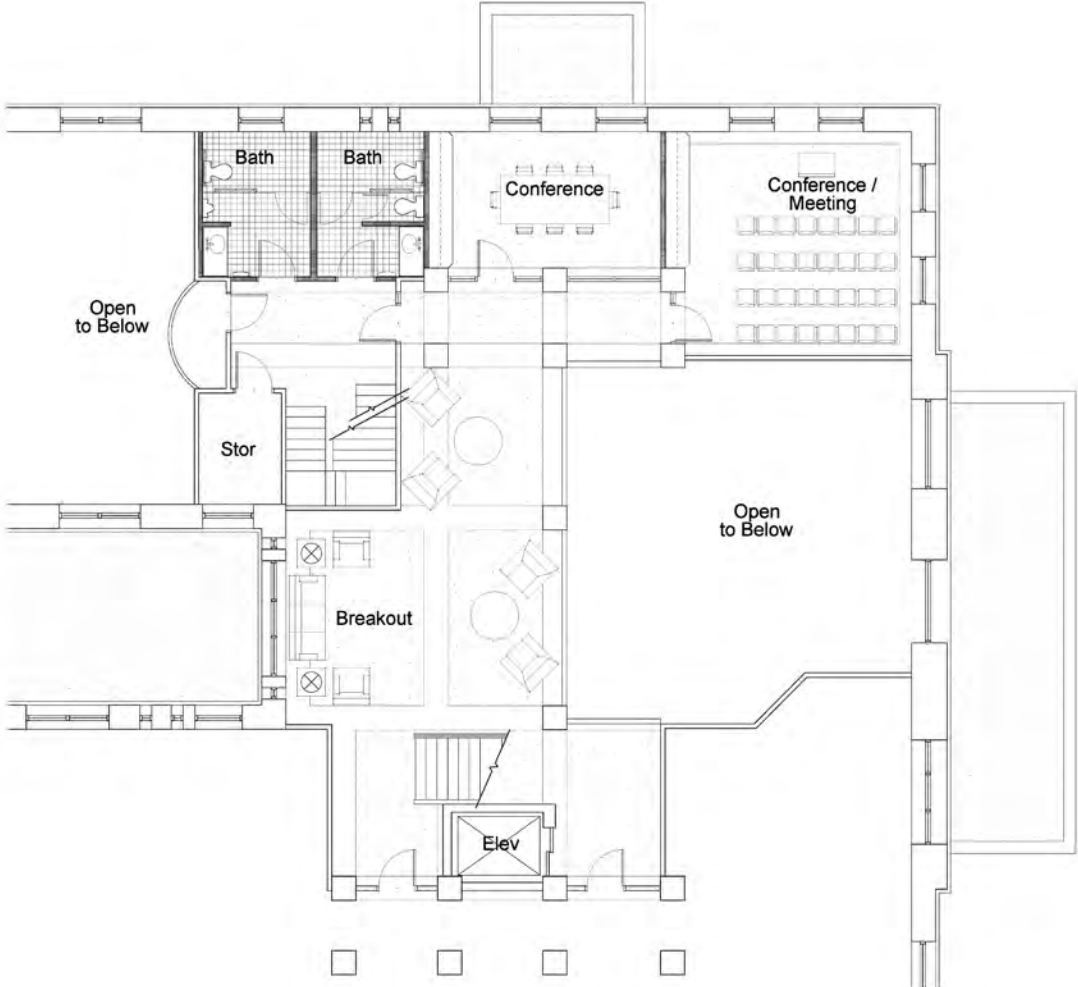 Bath
Bath
Conference
Conference /
Meeting
Open
to Below
Stor
Open
to Below
Breakout
Elev